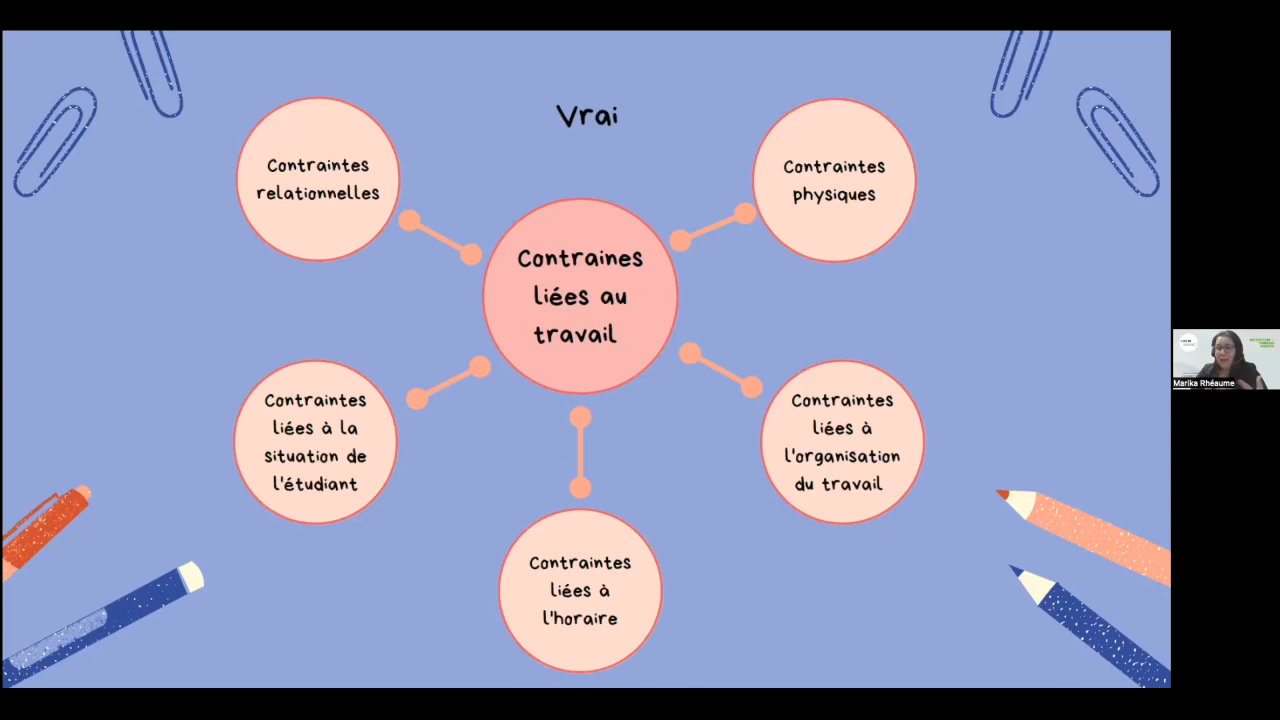 Vrai
Contraintes
relationnelles
Contraintes
physiques
Contraines
liées au
travail
Contraintes
liées à la
situation de
l'étudiant
Contraintes
liées à
l'organisation
du travail
Contraintes
liées à
l'horaire
Marika Rhéaume